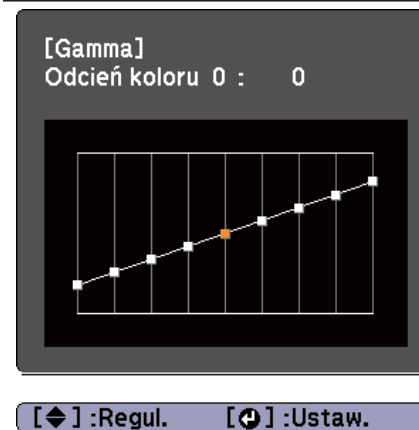 [Gamma]
Odcień koloru 0 : 0
[◆] :Regul. [⏎] :Ustaw.